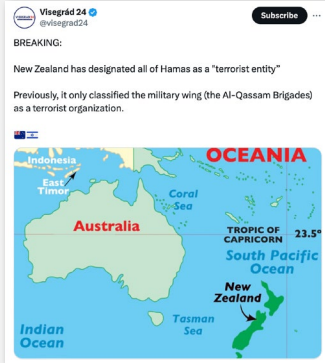 Visegrád 24
@visegrad24
Subscribe
BREAKING:
New Zealand has designated all of Hamas as a "terrorist entity"
Previously, it only classified the military wing (the Al-Qassam Brigades)
as a terrorist organization.
OCEANIA
Indonesia
East
Timor
Coral
Sea
Australia
TROPIC OF
CAPRICORN 23.5°
South Pacific
Ocean
New
Zealand
Tasman
Sea
Indian
Ocean